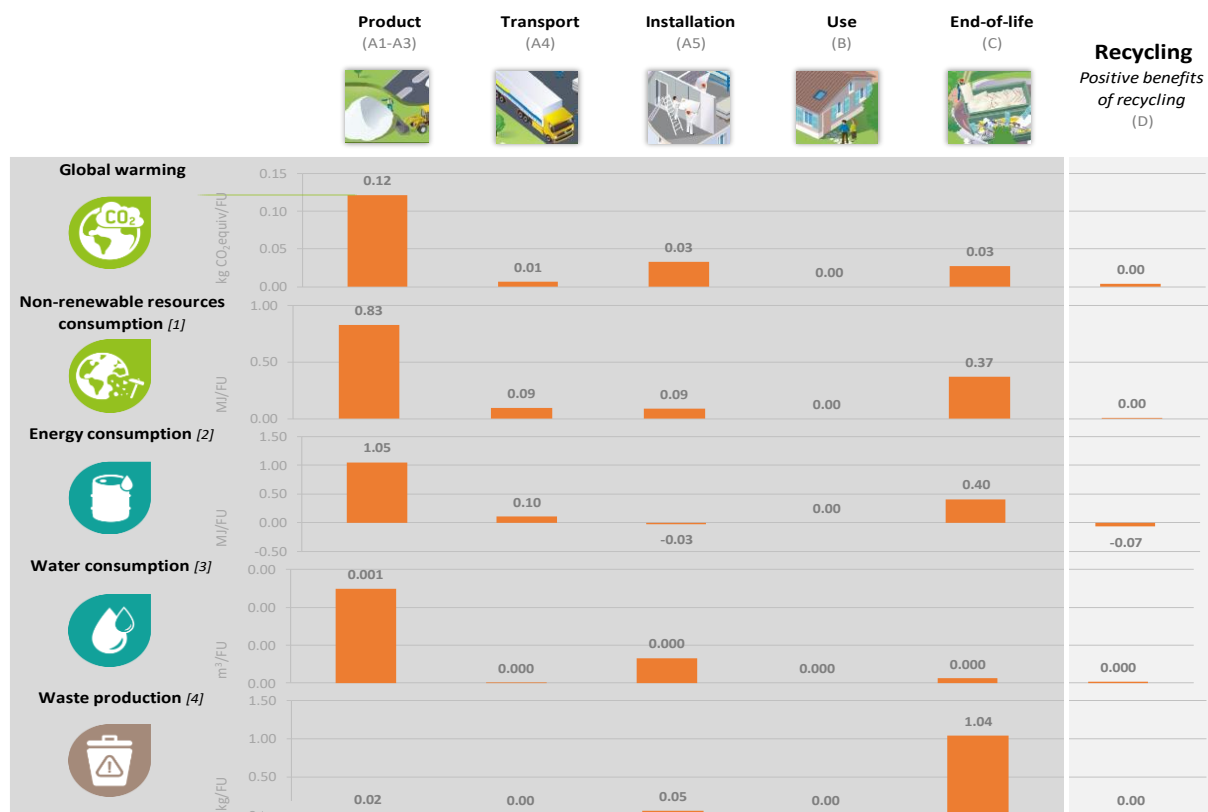 Product
(A1-A3)
Transport
(A4)
Installation
(A5)
Use
(B)
End-of-life
(C)
Recycling
Positive benefits
of recycling
(D)
Global warming
CO2
kg CO₂equiv/FU
0.15
0.10
0.05
0.00
0.12
0.01
0.03
0.00
0.03
0.00
Non-renewable resources
consumption [1]
MJ/FU
1.00
0.50
0.00
0.83
0.09
0.09
0.00
0.37
0.00
Energy consumption [2]
MJ/FU
1.50
1.00
0.50
0.00
-0.50
1.05
0.10
-0.03
0.00
0.40
-0.07
Water consumption [3]
m³/FU
0.00
0.00
0.00
0.00
0.001
0.000
0.000
0.000
0.000
0.000
Waste production [4]
kg/FU
1.50
1.00
0.50
0.02
0.00
0.05
0.00
1.04
0.00